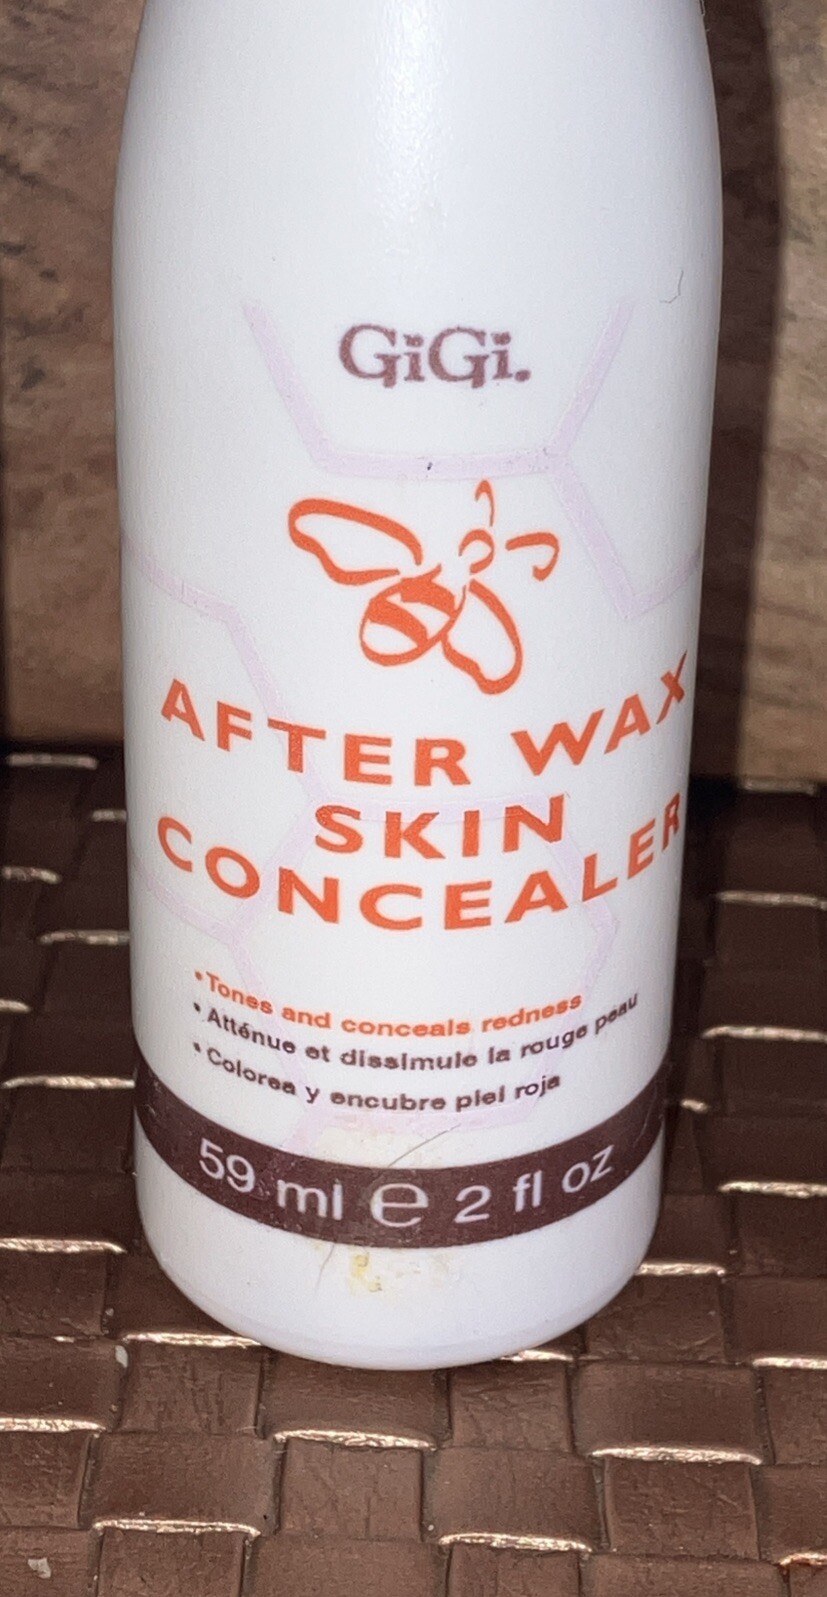 GiGi.
AFTER WAX
SKIN
CONCEALER
•Tones and conceals redness
•Atténue et dissimule la rouge peau
•Colorea y encubre piel roja
59 ml e 2 fl oz